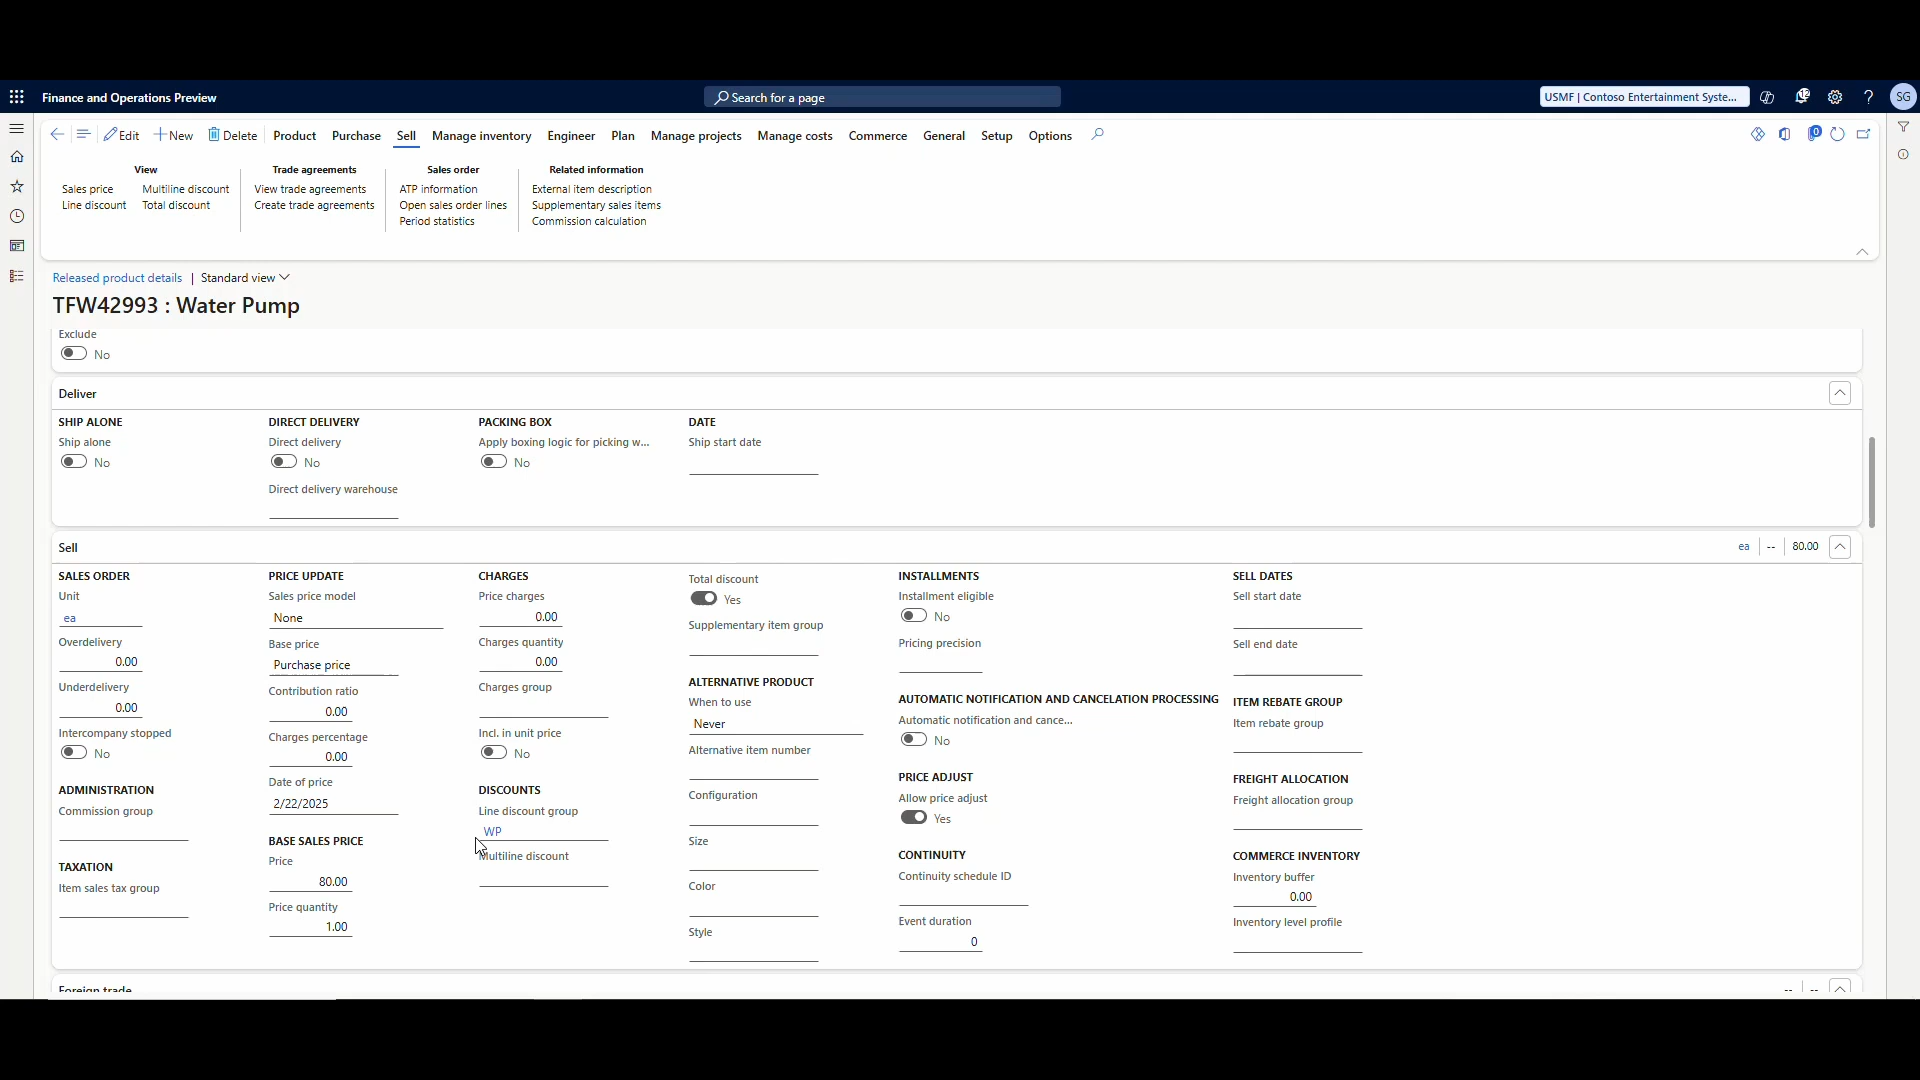 Finance and Operations Preview
Search for a page
USMF | Contoso Entertainment Syste...
12
SG
Edit
New
Delete
Product
Purchase
Sell
Manage inventory
Engineer
Plan
Manage projects
Manage costs
Commerce
General
Setup
Options
0
View
Trade agreements
Sales order
Related information
Sales price
Multiline discount
View trade agreements
ATP information
External item description
Line discount
Total discount
Create trade agreements
Open sales order lines
Supplementary sales items
Period statistics
Commission calculation
Released product details | Standard view
TFW42993 : Water Pump
Exclude
No
Deliver
SHIP ALONE
Ship alone
No
DIRECT DELIVERY
Direct delivery
No
Direct delivery warehouse
PACKING BOX
Apply boxing logic for picking w...
No
DATE
Ship start date
Sell
ea
--
80.00
SALES ORDER
Unit
ea
Overdelivery
0.00
Underdelivery
0.00
Intercompany stopped
No
ADMINISTRATION
Commission group
TAXATION
Item sales tax group
PRICE UPDATE
Sales price model
None
Base price
Purchase price
Contribution ratio
0.00
Charges percentage
0.00
Date of price
2/22/2025
BASE SALES PRICE
Price
80.00
Price quantity
1.00
CHARGES
Price charges
0.00
Charges quantity
0.00
Charges group
Incl. in unit price
No
DISCOUNTS
Line discount group
WP
Multiline discount
Total discount
Yes
Supplementary item group
ALTERNATIVE PRODUCT
When to use
Never
Alternative item number
Configuration
Size
Color
Style
INSTALLMENTS
Installment eligible
No
Pricing precision
AUTOMATIC NOTIFICATION AND CANCELATION PROCESSING
Automatic notification and cance...
No
PRICE ADJUST
Allow price adjust
Yes
CONTINUITY
Continuity schedule ID
Event duration
0
SELL DATES
Sell start date
Sell end date
ITEM REBATE GROUP
Item rebate group
FREIGHT ALLOCATION
Freight allocation group
COMMERCE INVENTORY
Inventory buffer
0.00
Inventory level profile
Foreign trade
--
--